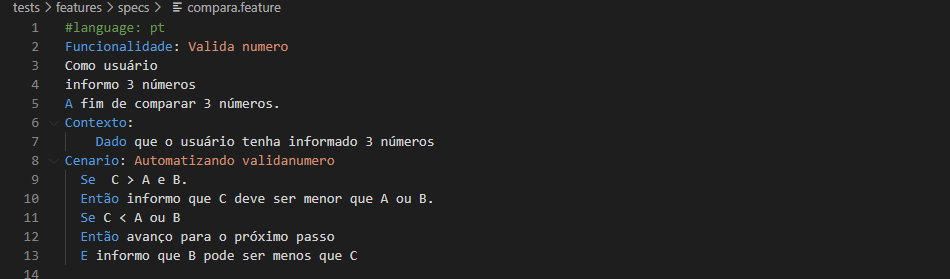 tests > features > specs > compara.feature
1 #language: pt
2 Funcionalidade: Valida numero
3 Como usuário
4 informo 3 números
5 A fim de comparar 3 números.
6 Contexto:
7 Dado que o usuário tenha informado 3 números
8 Cenario: Automatizando validanumero
9 Se  C > A e B.
10 Então informo que C deve ser menor que A ou B.
11 Se C < A ou B
12 Então avanço para o próximo passo
13 E informo que B pode ser menos que C
14